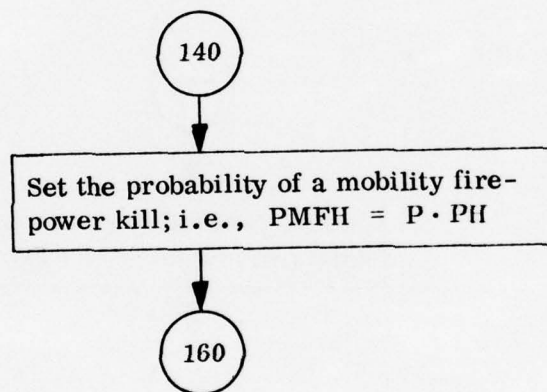 140
Set the probability of a mobility fire-
power kill; i.e., PMFH = P · PH
160